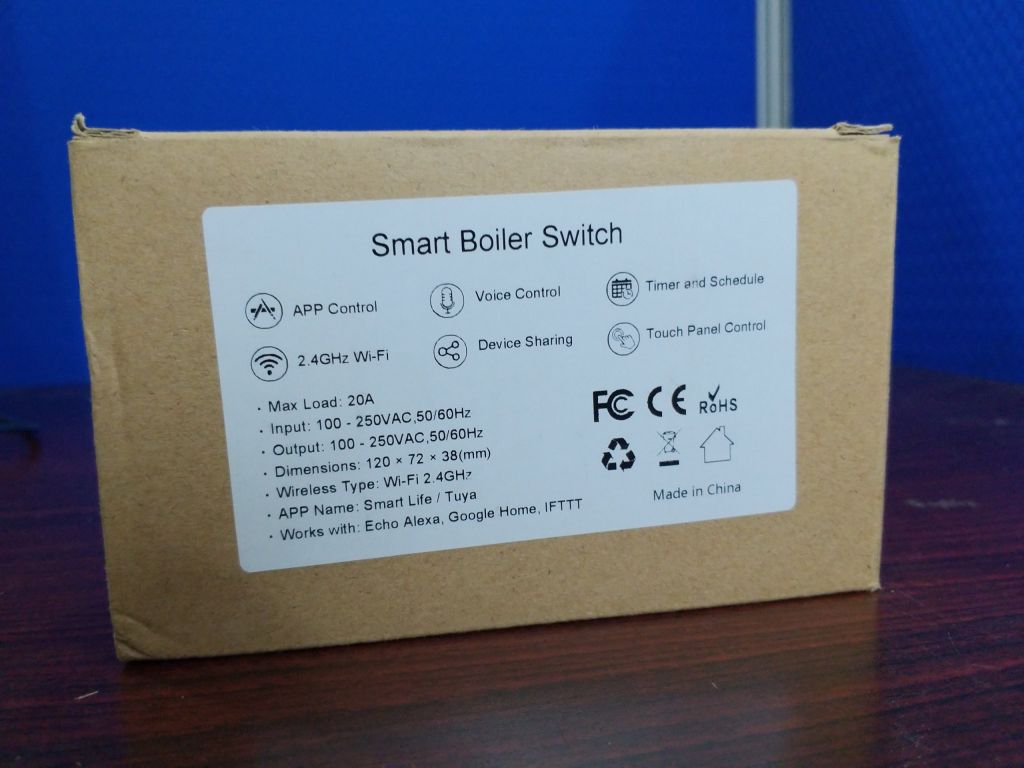 Smart Boiler Switch
APP Control
Voice Control
Timer and Schedule
2.4GHz Wi-Fi
Device Sharing
Touch Panel Control
· Max Load: 20A
· Input: 100 - 250VAC,50/60Hz
· Output: 100 - 250VAC,50/60Hz
· Dimensions: 120 × 72 × 38(mm)
· Wireless Type: Wi-Fi 2.4GHz
· APP Name: Smart Life / Tuya
· Works with: Echo Alexa, Google Home, IFTTT
FC CE RoHS
Made in China